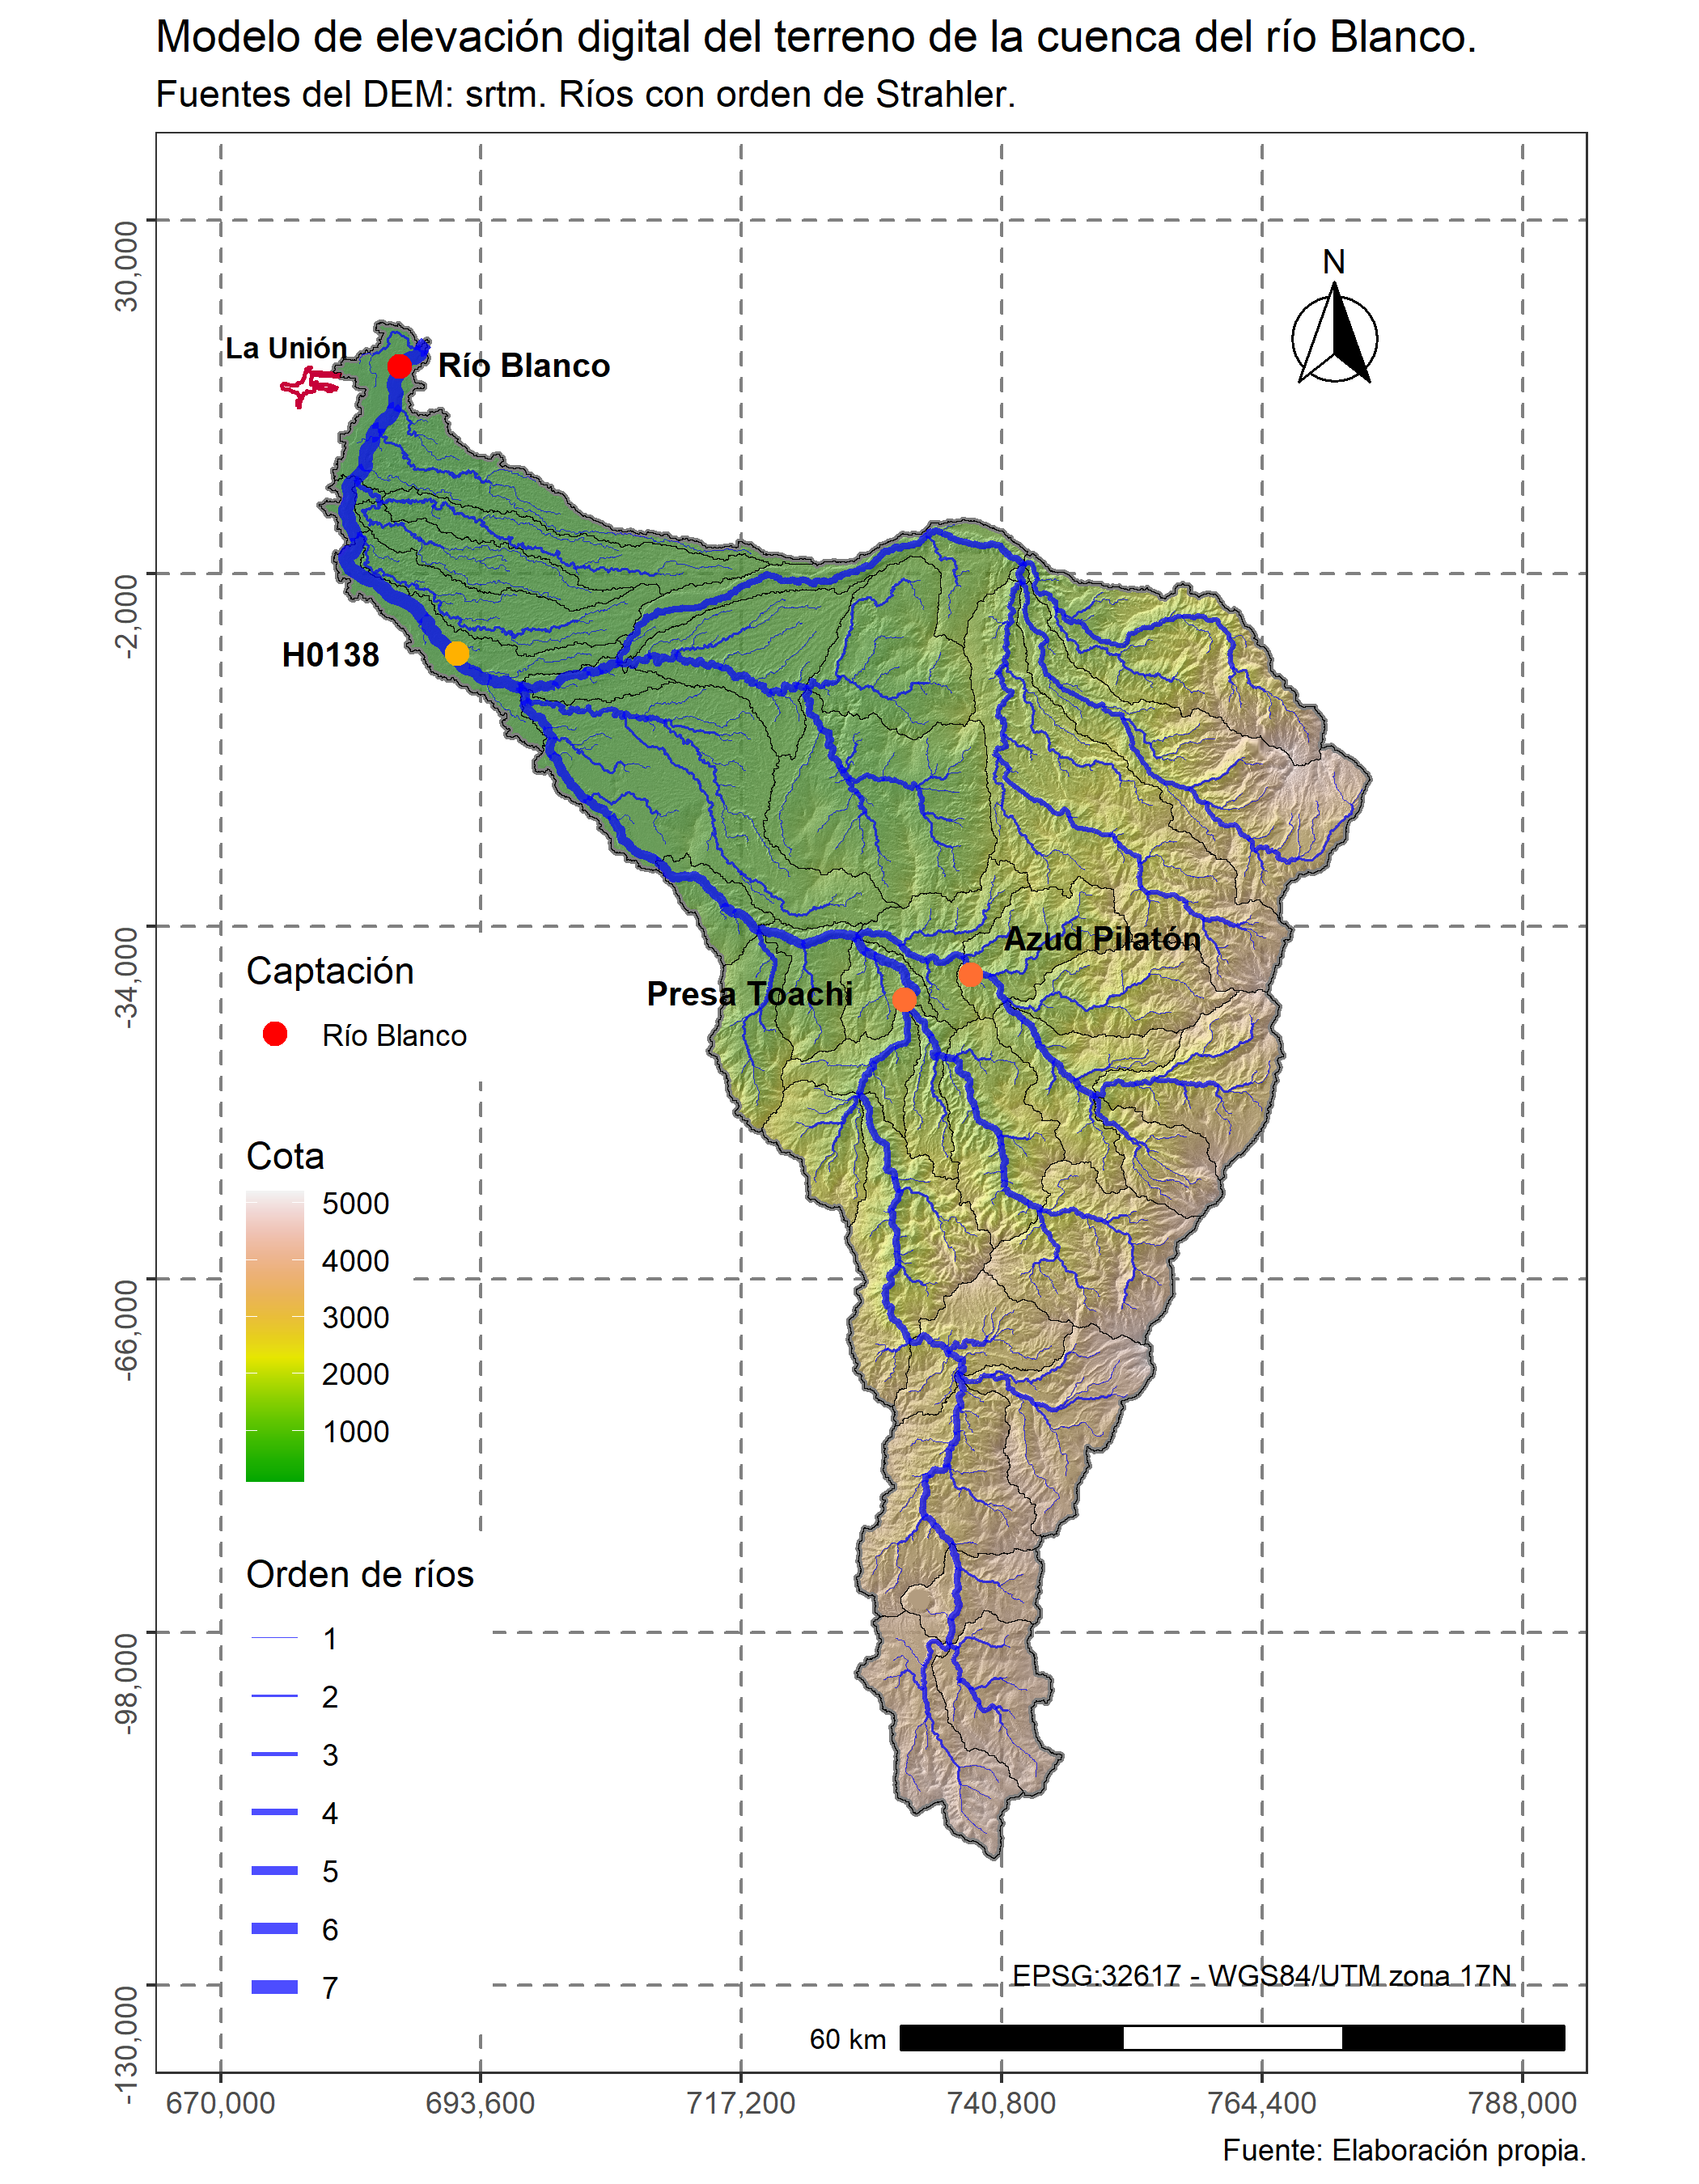 Modelo de elevación digital del terreno de la cuenca del río Blanco.
Fuentes del DEM: srtm. Ríos con orden de Strahler.
30,000
-2,000
-34,000
-66,000
-98,000
-130,000
N
La Unión
Río Blanco
H0138
Azud Pilatón
Presa Toachi
Captación
Río Blanco
Cota
5000
4000
3000
2000
1000
Orden de ríos
1
2
3
4
5
6
7
EPSG:32617 - WGS84/UTM zona 17N
60 km
670,000 693,600 717,200 740,800 764,400 788,000
Fuente: Elaboración propia.